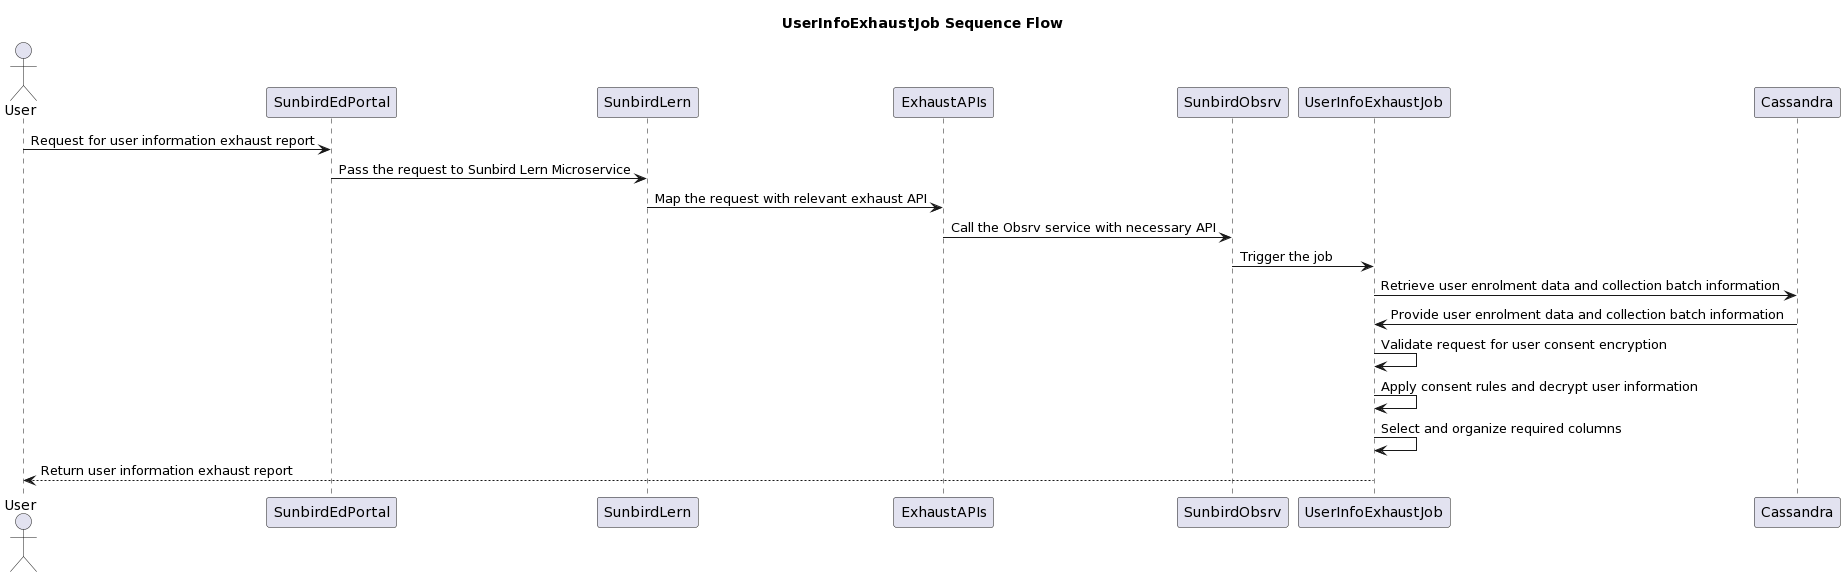 UserInfoExhaustJob Sequence Flow
User
SunbirdEdPortal
SunbirdLern
ExhaustAPIs
SunbirdObsrv
UserInfoExhaustJob
Cassandra
Request for user information exhaust report
Pass the request to Sunbird Lern Microservice
Map the request with relevant exhaust API
Call the Obsrv service with necessary API
Trigger the job
Retrieve user enrolment data and collection batch information
Provide user enrolment data and collection batch information
Validate request for user consent encryption
Apply consent rules and decrypt user information
Select and organize required columns
Return user information exhaust report
User
SunbirdEdPortal
SunbirdLern
ExhaustAPIs
SunbirdObsrv
UserInfoExhaustJob
Cassandra